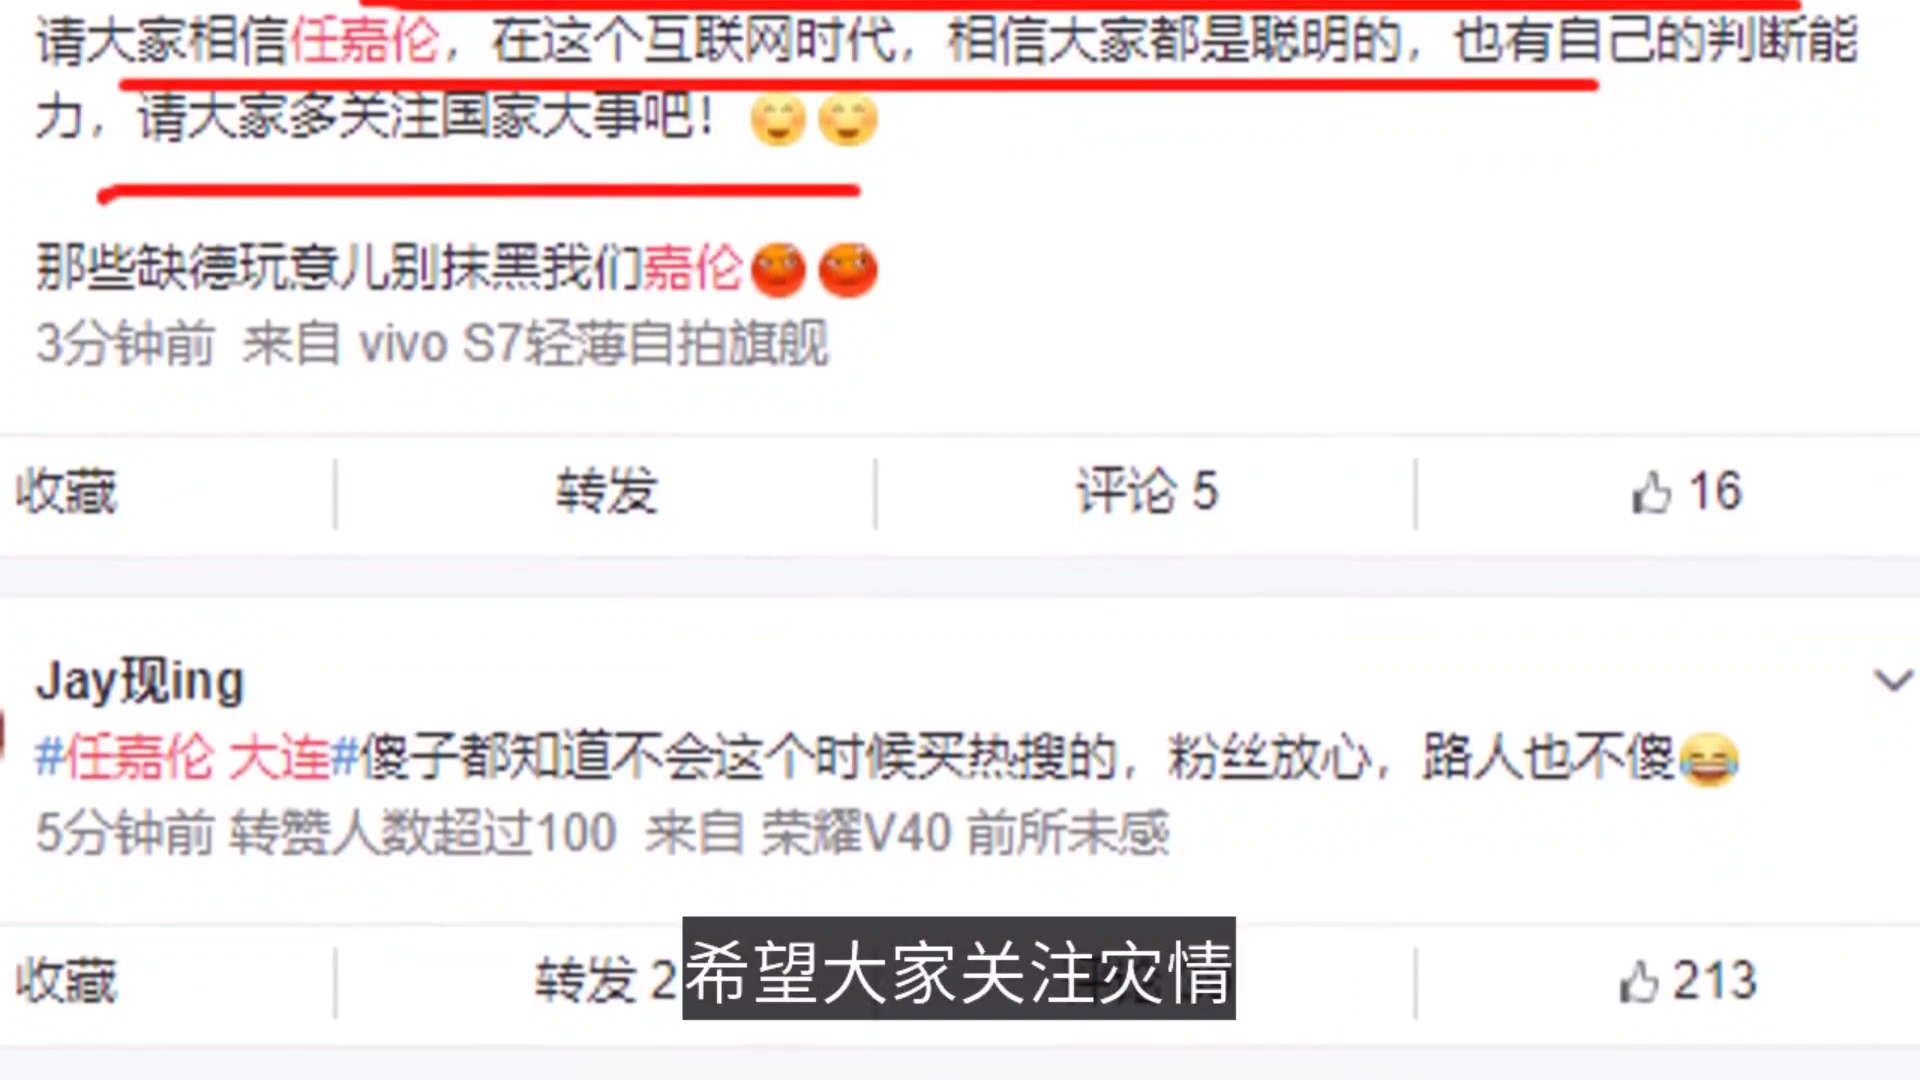 请大家相信任嘉伦，在这个互联网时代，相信大家都是聪明的，也有自己的判断能
力，请大家多关注国家大事吧！
那些缺德玩意儿别抹黑我们嘉伦
3分钟前 来自 vivo S7轻薄自拍旗舰
收藏 转发 评论 5 16
Jay现ing
#任嘉伦 大连#傻子都知道不会这个时候买热搜的，粉丝放心，路人也不傻
5分钟前 转赞人数超过100 来自 荣耀V40 前所未感
收藏 转发 2 213
希望大家关注灾情